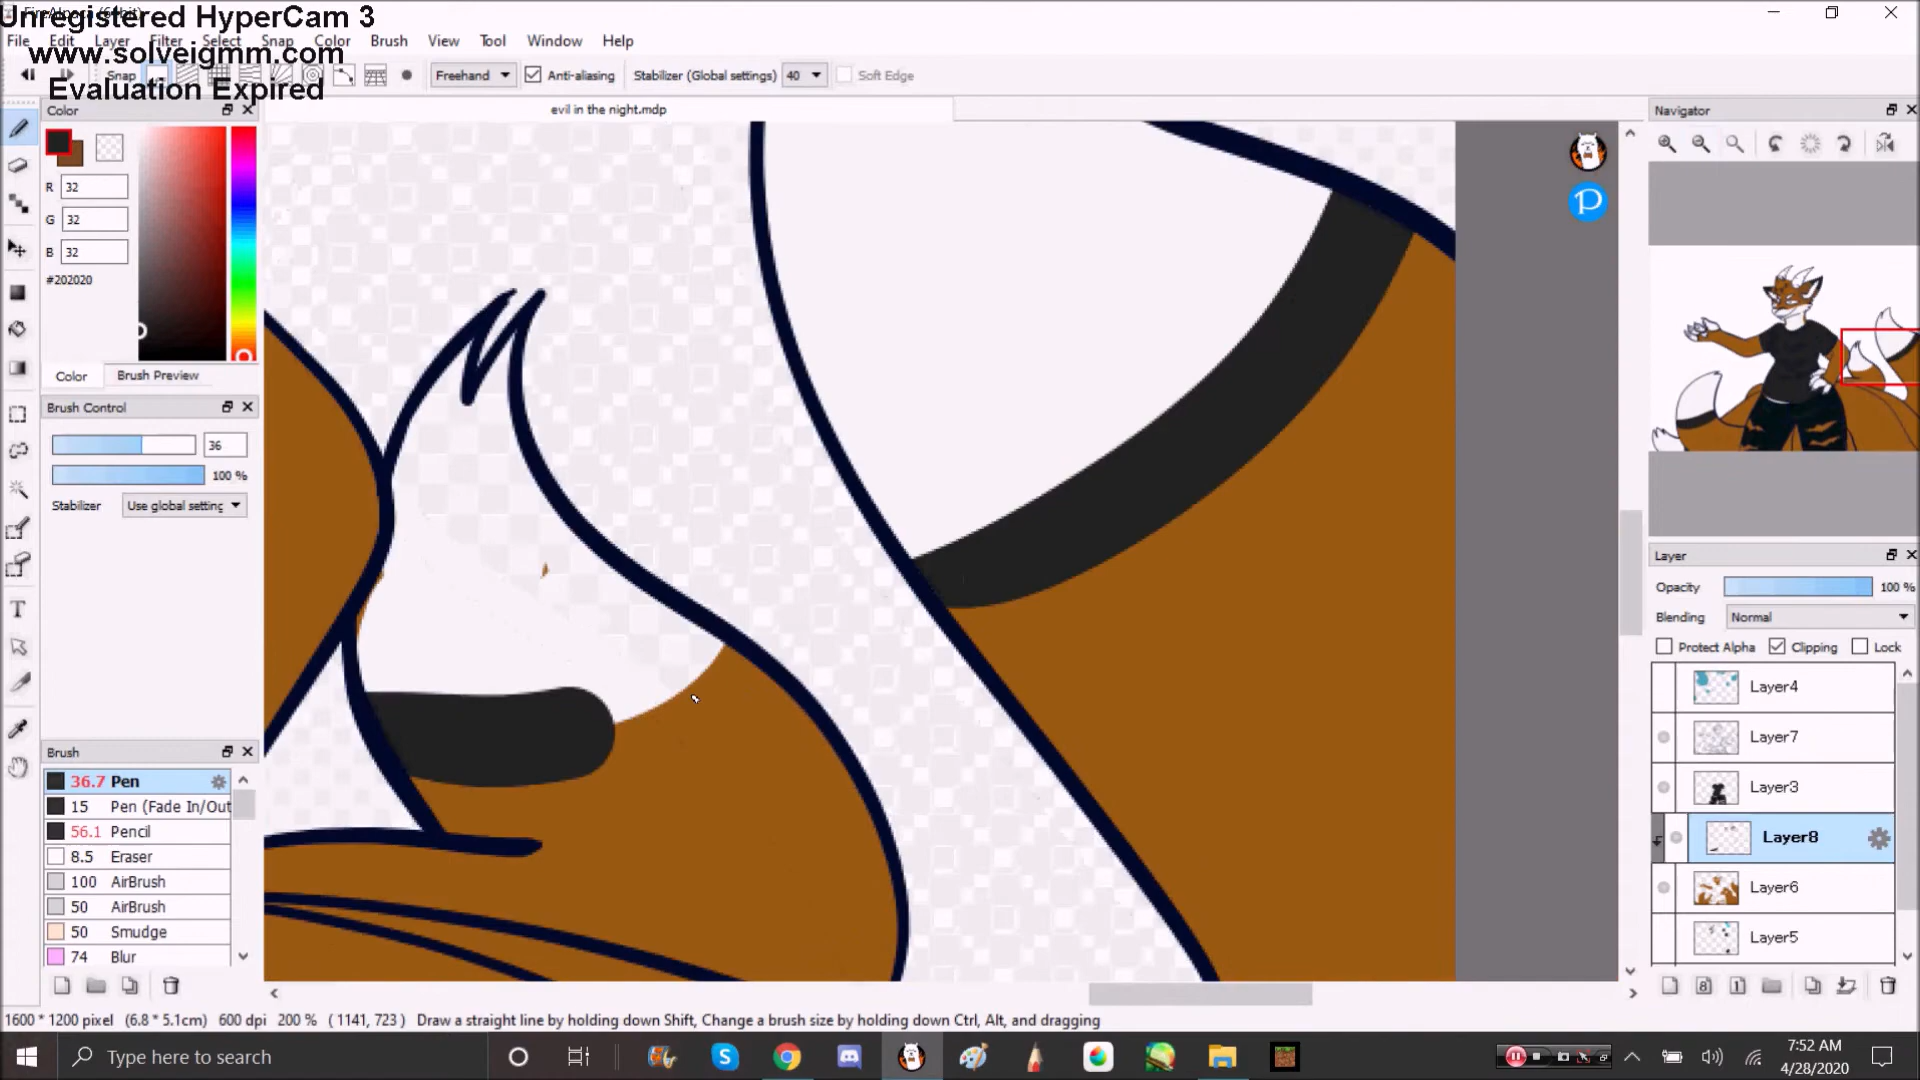 FireAlpaca (64bit)
Unregistered HyperCam 3
www.solveigmm.com
Evaluation Expired
File Edit Layer Filter Select Snap Color Brush View Tool Window Help
Snap Freehand Anti-aliasing Stabilizer (Global settings) 40 Soft Edge
Color
evil in the night.mdp
Navigator
R 32
G 32
B 32
#202020
Color Brush Preview
Brush Control
36
100 %
Stabilizer Use global setting
Layer
Opacity 100 %
Blending Normal
Protect Alpha Clipping Lock
Layer4
Layer7
Layer3
Layer8
Layer6
Layer5
Brush
36.7 Pen
15 Pen (Fade In/Out
56.1 Pencil
8.5 Eraser
100 AirBrush
50 AirBrush
50 Smudge
74 Blur
8 1
1600 * 1200 pixel (6.8 * 5.1cm) 600 dpi 200 % ( 1141, 723 ) Draw a straight line by holding down Shift, Change a brush size by holding down Ctrl, Alt, and dragging
Type here to search
7:52 AM
4/28/2020